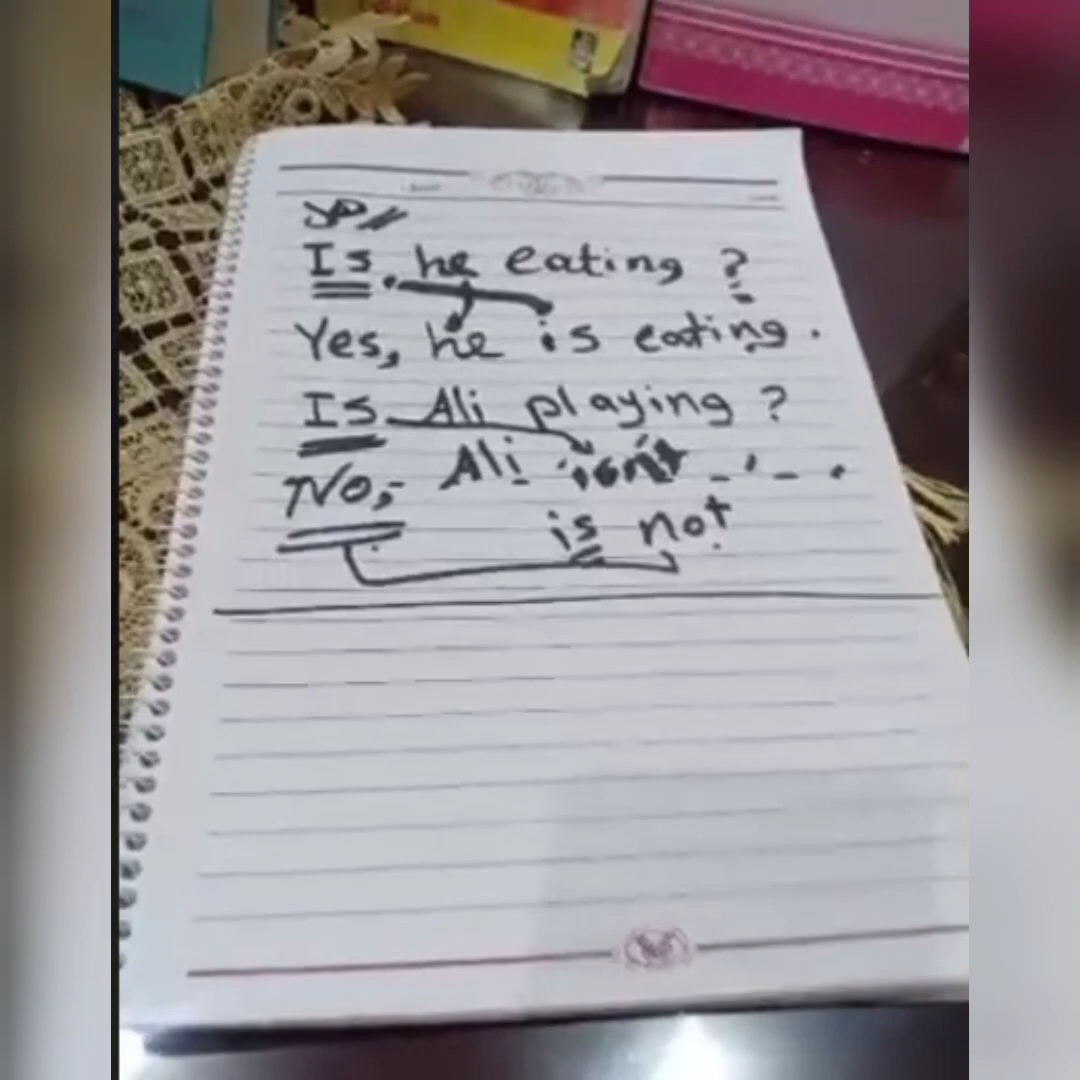 Is he eating ?
Yes, he is eating .
Is Ali playing ?
No, Ali isn't - - - .
is not